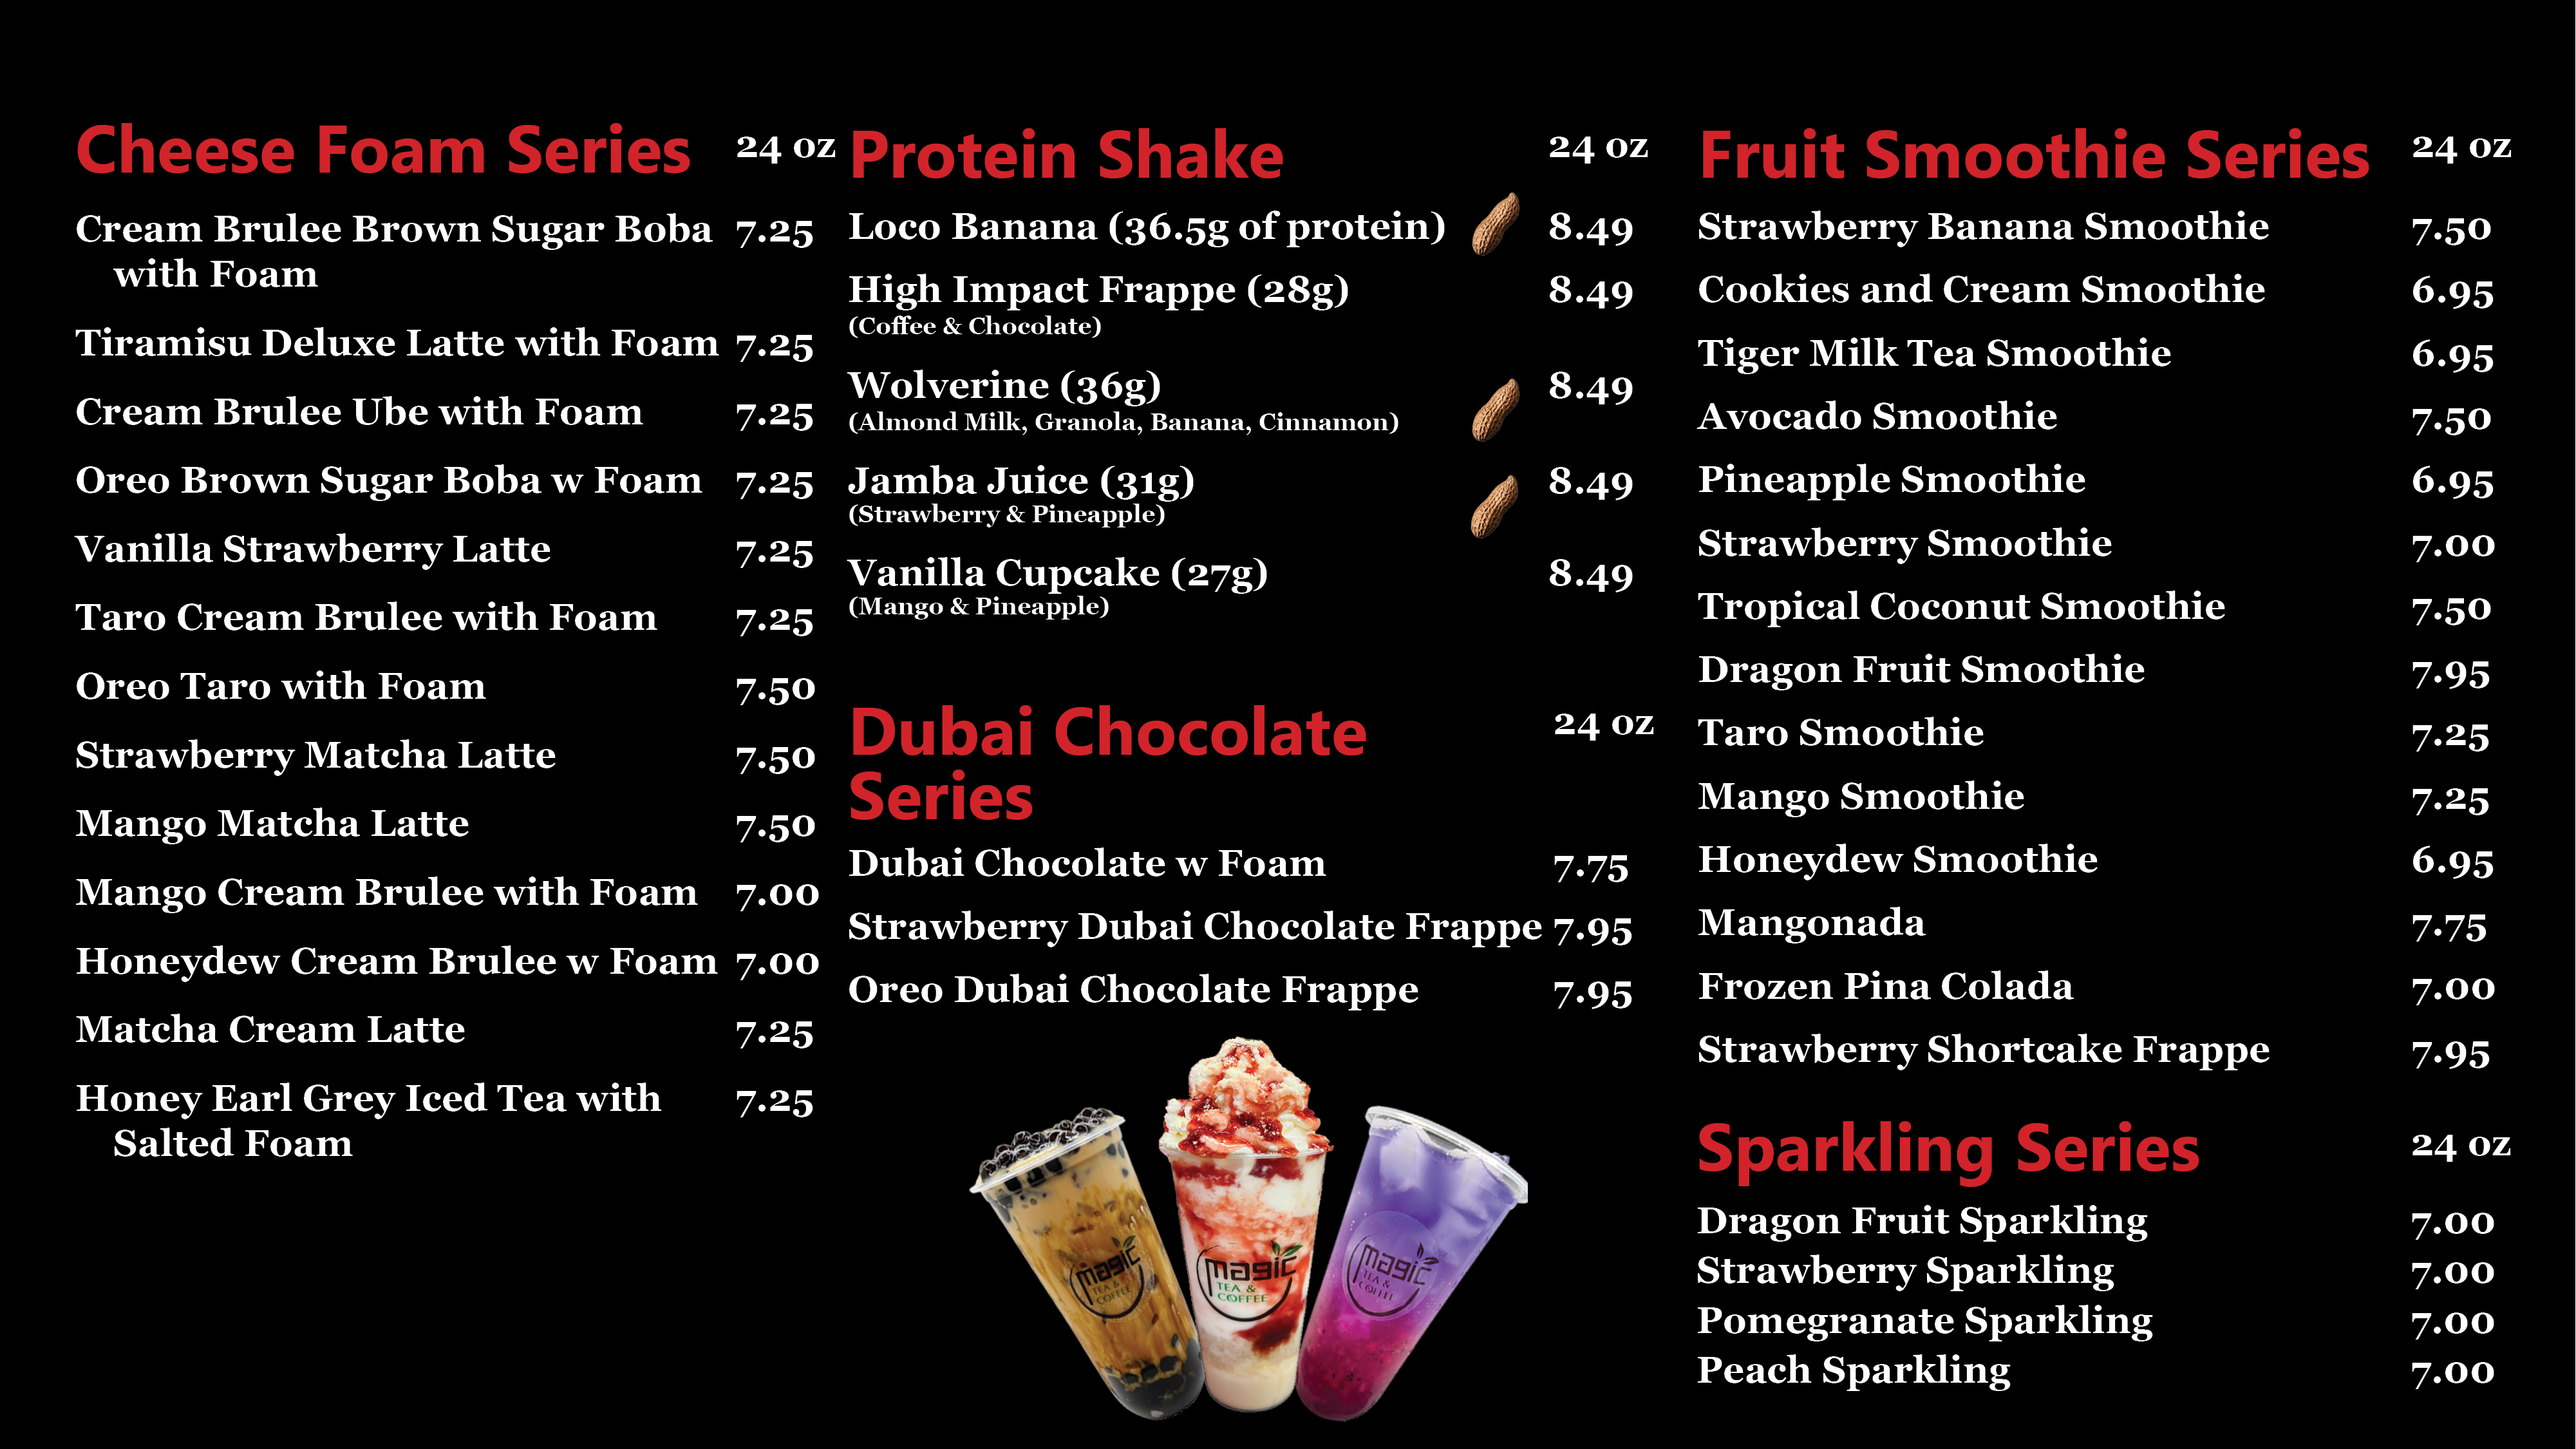 Cheese Foam Series 24 oz
Cream Brulee Brown Sugar Boba 7.25
with Foam
Tiramisu Deluxe Latte with Foam 7.25
Cream Brulee Ube with Foam 7.25
Oreo Brown Sugar Boba w Foam 7.25
Vanilla Strawberry Latte 7.25
Taro Cream Brulee with Foam 7.25
Oreo Taro with Foam 7.50
Strawberry Matcha Latte 7.50
Mango Matcha Latte 7.50
Mango Cream Brulee with Foam 7.00
Honeydew Cream Brulee w Foam 7.00
Matcha Cream Latte 7.25
Honey Earl Grey Iced Tea with 7.25
Salted Foam
Protein Shake 24 oz
Loco Banana (36.5g of protein) 8.49
High Impact Frappe (28g) 8.49
(Coffee & Chocolate)
Wolverine (36g) 8.49
(Almond Milk, Granola, Banana, Cinnamon)
Jamba Juice (31g) 8.49
(Strawberry & Pineapple)
Vanilla Cupcake (27g) 8.49
(Mango & Pineapple)
Dubai Chocolate 24 oz
Series
Dubai Chocolate w Foam 7.75
Strawberry Dubai Chocolate Frappe 7.95
Oreo Dubai Chocolate Frappe 7.95
magic
TEA &
COFFEE
magic
TEA &
COFFEE
magic
TEA &
COFFEE
Fruit Smoothie Series 24 oz
Strawberry Banana Smoothie 7.50
Cookies and Cream Smoothie 6.95
Tiger Milk Tea Smoothie 6.95
Avocado Smoothie 7.50
Pineapple Smoothie 6.95
Strawberry Smoothie 7.00
Tropical Coconut Smoothie 7.50
Dragon Fruit Smoothie 7.95
Taro Smoothie 7.25
Mango Smoothie 7.25
Honeydew Smoothie 6.95
Mangonada 7.75
Frozen Pina Colada 7.00
Strawberry Shortcake Frappe 7.95
Sparkling Series 24 oz
Dragon Fruit Sparkling 7.00
Strawberry Sparkling 7.00
Pomegranate Sparkling 7.00
Peach Sparkling 7.00